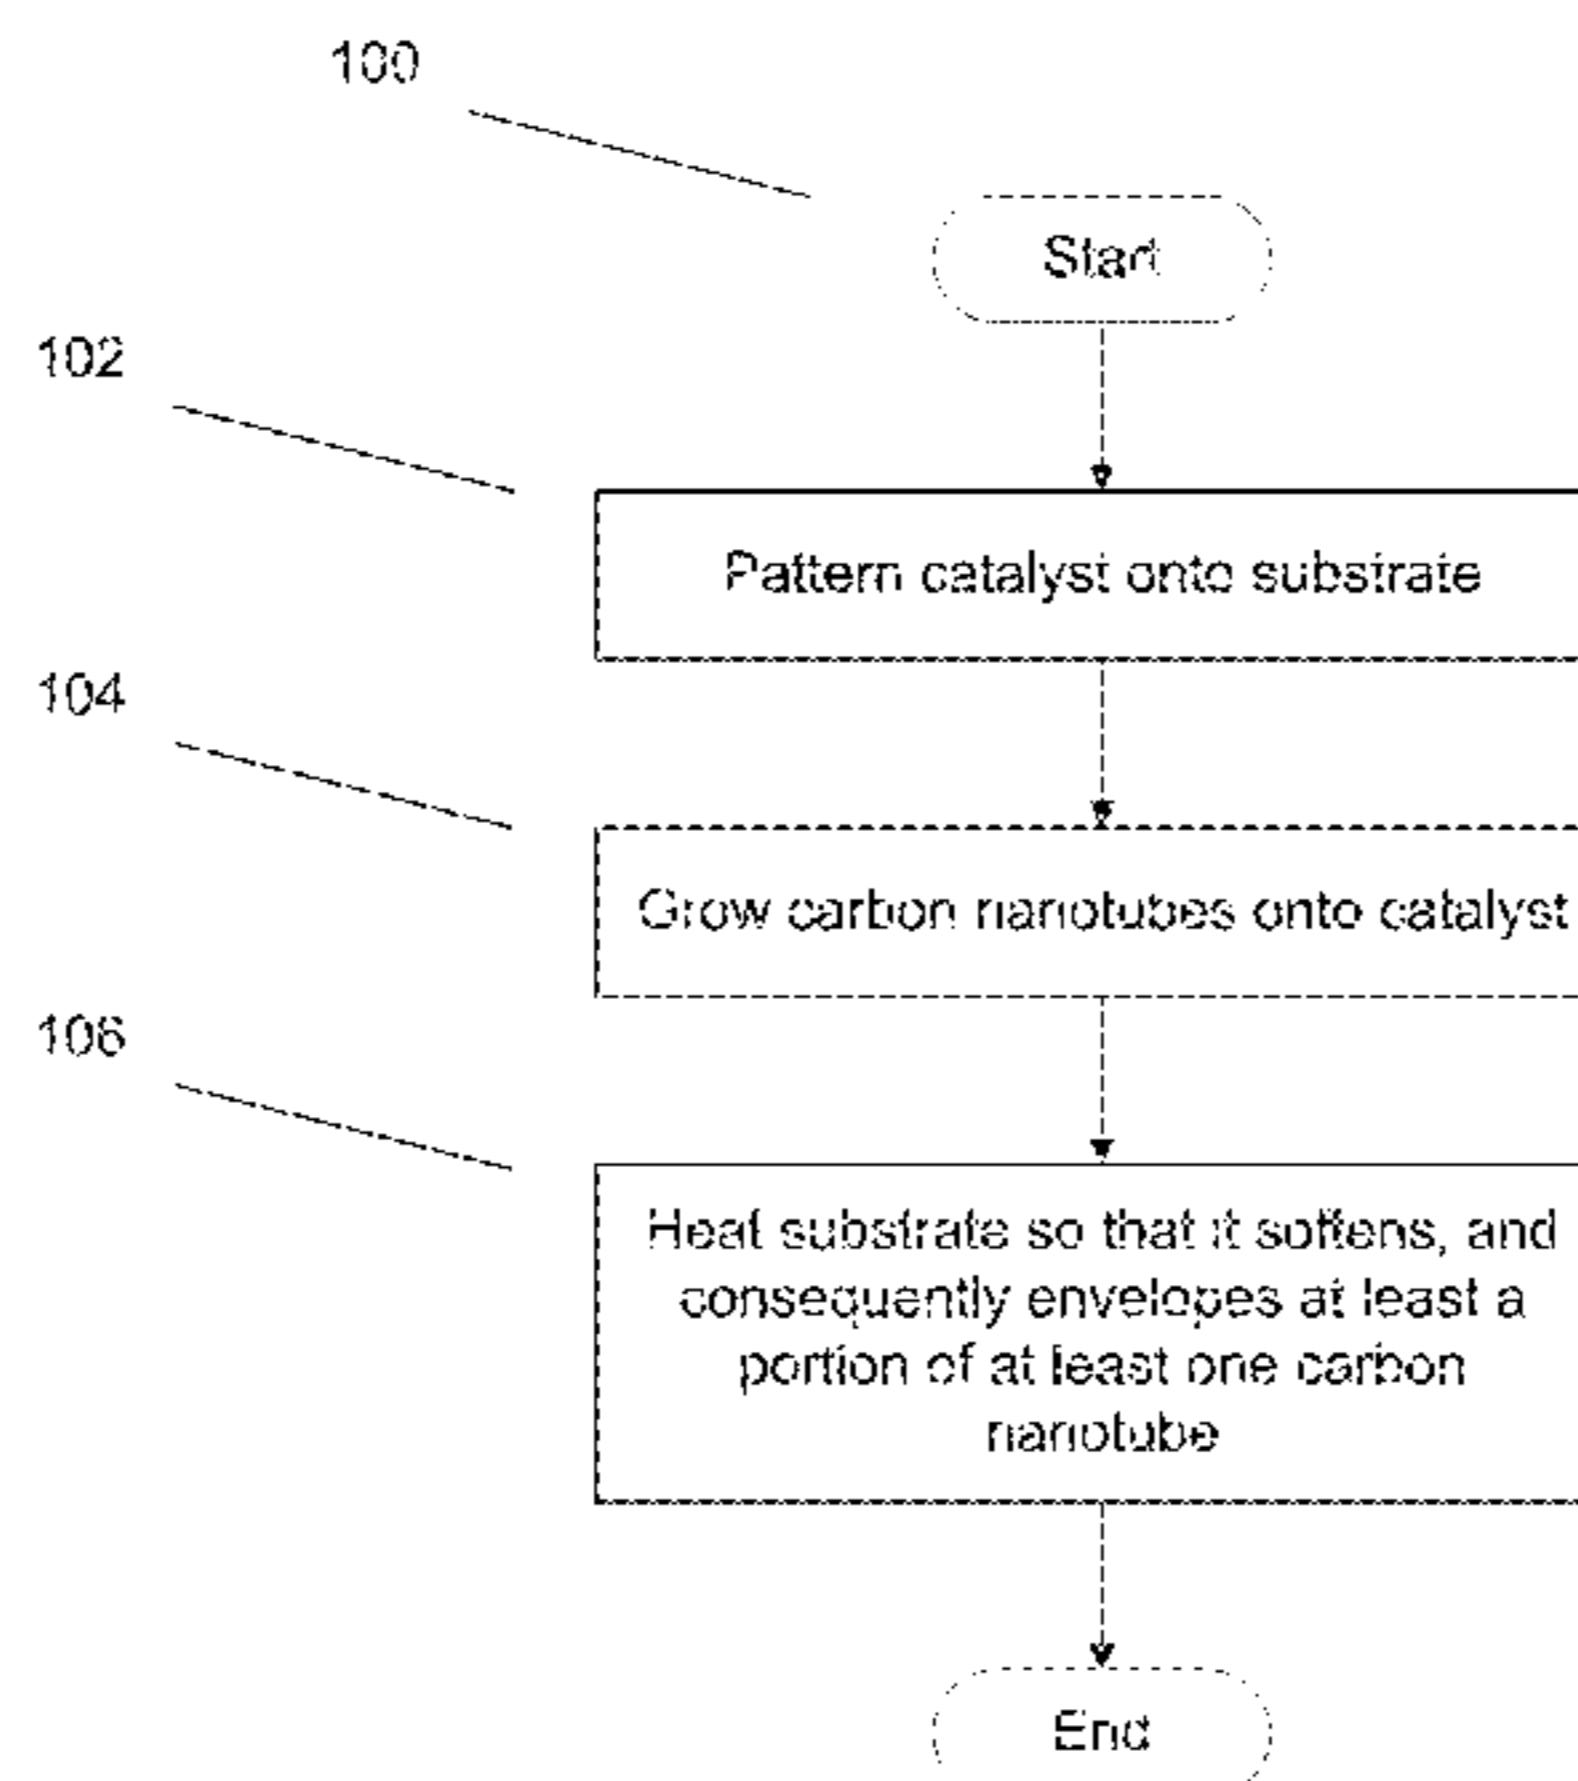 100
Start
102
Pattern catalyst onto substrate
104
Grow carbon nanotubes onto catalyst
106
Heat substrate so that it softens, and
consequently envelopes at least a
portion of at least one carbon
nanotube
End